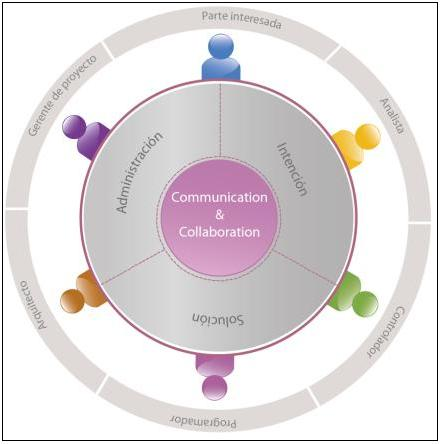 Parte interesada
Gerente de proyecto
Analista
Administración
Intención
Communication
&
Collaboration
Solución
Arquitecto
Controlador
Programador